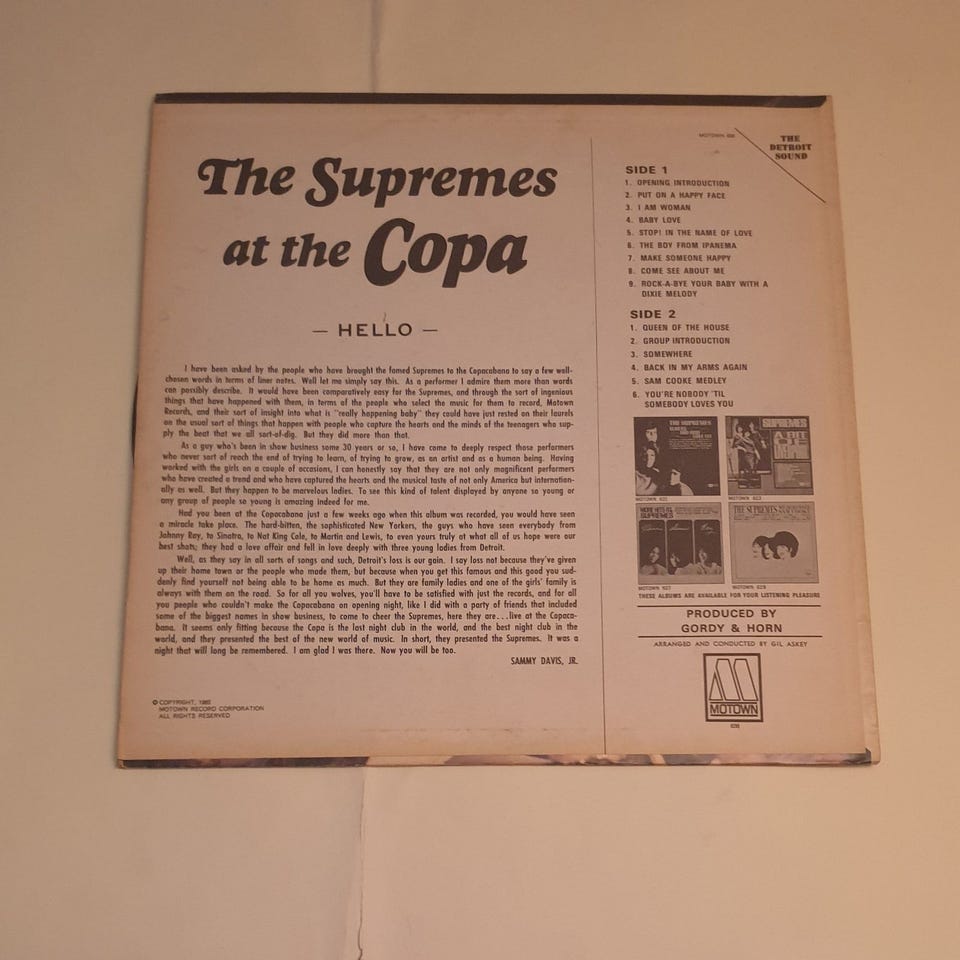 The Supremes
at the Copa
— HELLO —
I have been asked by the people who have brought the famed Supremes to the Copacabana to say a few well-
chosen words in terms of liner notes. Well let me simply say this. As a performer I admire them more than words
can possibly describe. It would have been comparatively easy for the Supremes, and through the sort of ingenious
things that have happened with them, in terms of the people who select the music for them to record, Motown
Records, and their sort of insight into what is "really happening baby" they could have just rested on their laurels
on the usual sort of things that happen with people who capture the hearts and the minds of the teenagers who sup-
ply the beat that we all sort-of-dig. But they did more than that.
As a guy who's been in show business some 30 years or so, I have come to deeply respect those performers
who never sort of reach the end of trying to learn, of trying to grow, as an artist and as a human being. Having
worked with the girls on a couple of occasions, I can honestly say that they are not only magnificent performers
who have created a trend and who have captured the hearts and the musical taste of not only America but internation-
ally as well. But they happen to be marvelous ladies. To see this kind of talent displayed by anyone so young or
any group of people so young is amazing indeed for me.
Had you been at the Copacabana just a few weeks ago when this album was recorded, you would have seen
a miracle take place. The hard-bitten, the sophisticated New Yorkers, the guys who have seen everybody from
Johnny Ray, to Sinatra, to Nat King Cole, to Martin and Lewis, to even yours truly at what all of us hope were our
best shots; they had a love affair and fell in love deeply with three young ladies from Detroit.
Well, as they say in all sorts of songs and such, Detroit's loss is our gain. I say loss not because they've given
up their home town or the people who made them, but because when you get this famous and this good you sud-
denly find yourself not being able to be home as much. But they are family ladies and one of the girls' family is
always with them on the road. So for all you wolves, you'll have to be satisfied with just the records, and for all
you people who couldn't make the Copacabana on opening night, like I did with a party of friends that included
some of the biggest names in show business, to come to cheer the Supremes, here they are...live at the Copaca-
bana. It seems only fitting because the Copa is the last night club in the world, and the best night club in the
world, and they presented the best of the new world of music. In short, they presented the Supremes. It was a
night that will long be remembered. I am glad I was there. Now you will be too.
SAMMY DAVIS, JR.
© COPYRIGHT, 1965
MOTOWN RECORD CORPORATION
ALL RIGHTS RESERVED
MOTOWN 636
THE
DETROIT
SOUND
SIDE 1
1. OPENING INTRODUCTION
2. PUT ON A HAPPY FACE
3. I AM WOMAN
4. BABY LOVE
5. STOP! IN THE NAME OF LOVE
6. THE BOY FROM IPANEMA
7. MAKE SOMEONE HAPPY
8. COME SEE ABOUT ME
9. ROCK-A-BYE YOUR BABY WITH A
DIXIE MELODY
SIDE 2
1. QUEEN OF THE HOUSE
2. GROUP INTRODUCTION
3. SOMEWHERE
4. BACK IN MY ARMS AGAIN
5. SAM COOKE MEDLEY
6. YOU'RE NOBODY 'TIL
SOMEBODY LOVES YOU
THE SUPREMES
SUPREMES
A BIT
MOTOWN 623
MORE HITS BY
SUPREMES
THE SUPREMES
MOTOWN 627
MOTOWN 629
THESE ALBUMS ARE AVAILABLE FOR YOUR LISTENING PLEASURE
PRODUCED BY
GORDY & HORN
ARRANGED AND CONDUCTED BY GIL ASKEY
MOTOWN